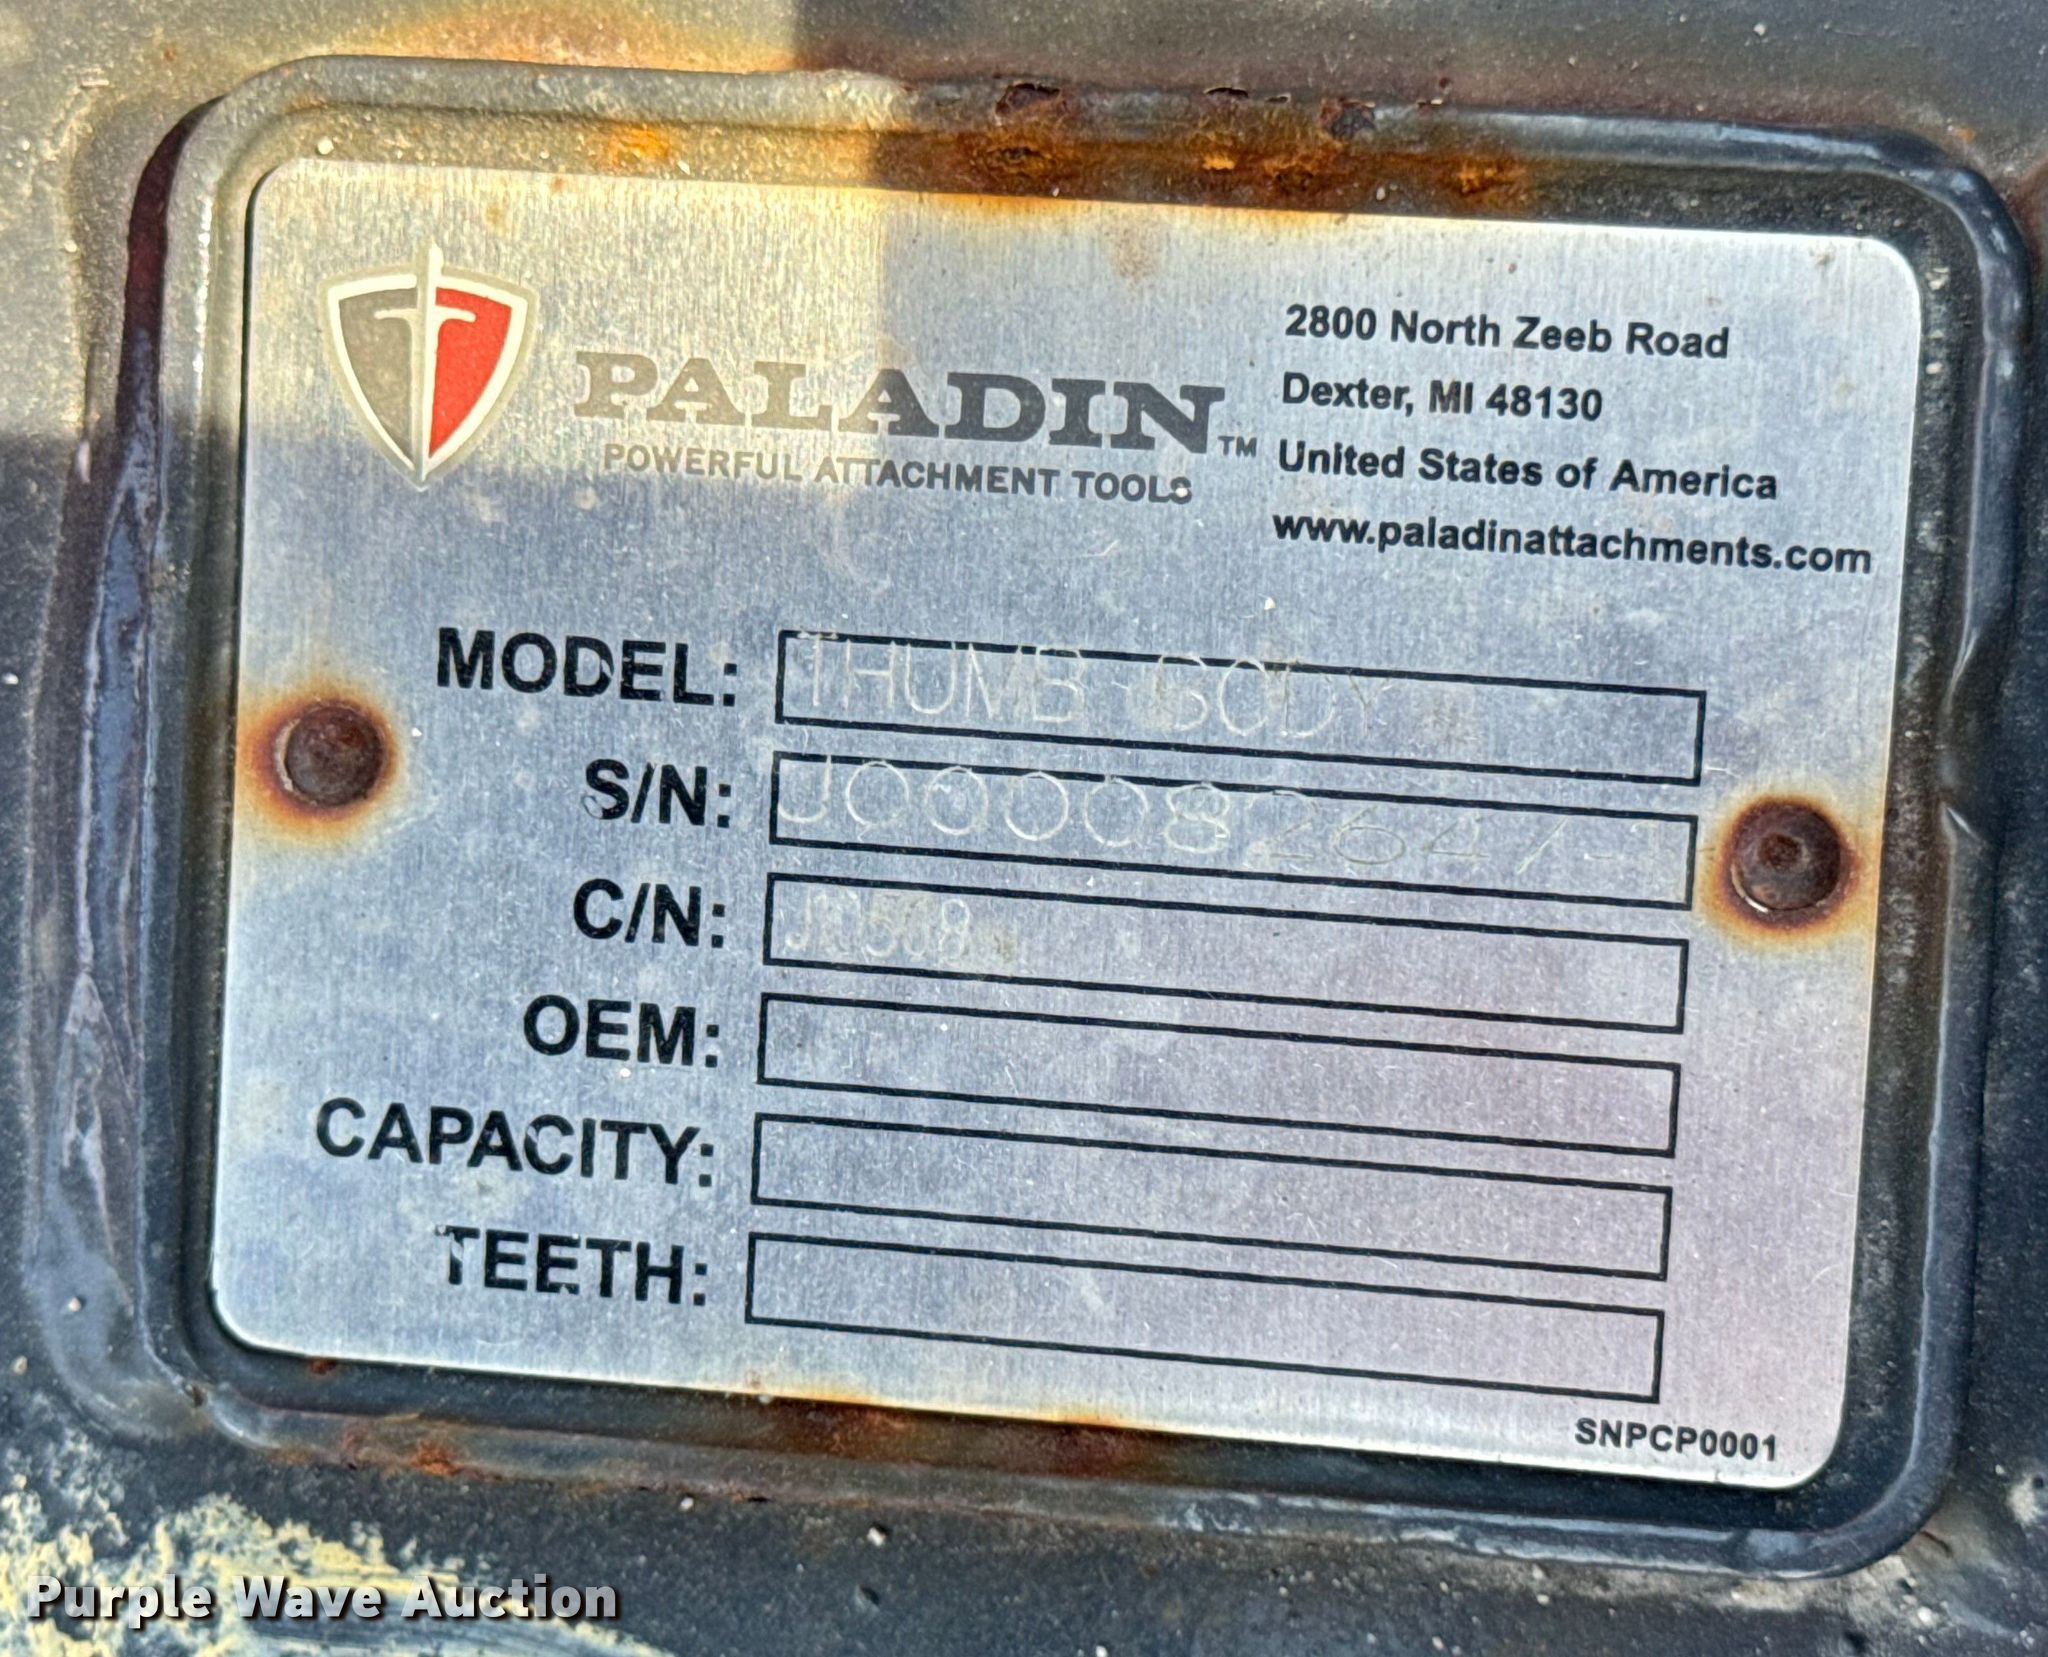 PALADIN™
POWERFUL ATTACHMENT TOOLS
2800 North Zeeb Road
Dexter, MI 48130
United States of America
www.paladinattachments.com
MODEL: THUMB BODY
S/N:
C/N:
OEM:
CAPACITY:
TEETH:
SNPCP0001
Purple Wave Auction